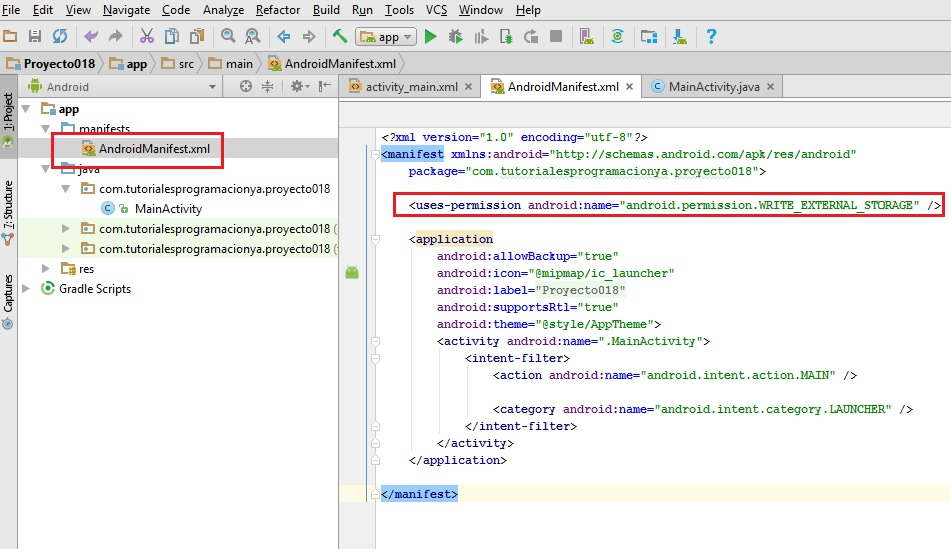 File Edit View Navigate Code Analyze Refactor Build Run Tools VCS Window Help
app
Proyecto018 app src main AndroidManifest.xml
Android
activity_main.xml AndroidManifest.xml MainActivity.java
1: Project
7: Structure
Captures
app
manifests
AndroidManifest.xml
java
com.tutorialesprogramacionya.proyecto018
MainActivity
com.tutorialesprogramacionya.proyecto018
com.tutorialesprogramacionya.proyecto018
res
Gradle Scripts
<?xml version="1.0" encoding="utf-8"?>
<manifest xmlns:android="http://schemas.android.com/apk/res/android"
package="com.tutorialesprogramacionya.proyecto018">
<uses-permission android:name="android.permission.WRITE_EXTERNAL_STORAGE" />
<application
android:allowBackup="true"
android:icon="@mipmap/ic_launcher"
android:label="Proyecto018"
android:supportsRtl="true"
android:theme="@style/AppTheme">
<activity android:name=".MainActivity">
<intent-filter>
<action android:name="android.intent.action.MAIN" />
<category android:name="android.intent.category.LAUNCHER" />
</intent-filter>
</activity>
</application>
</manifest>